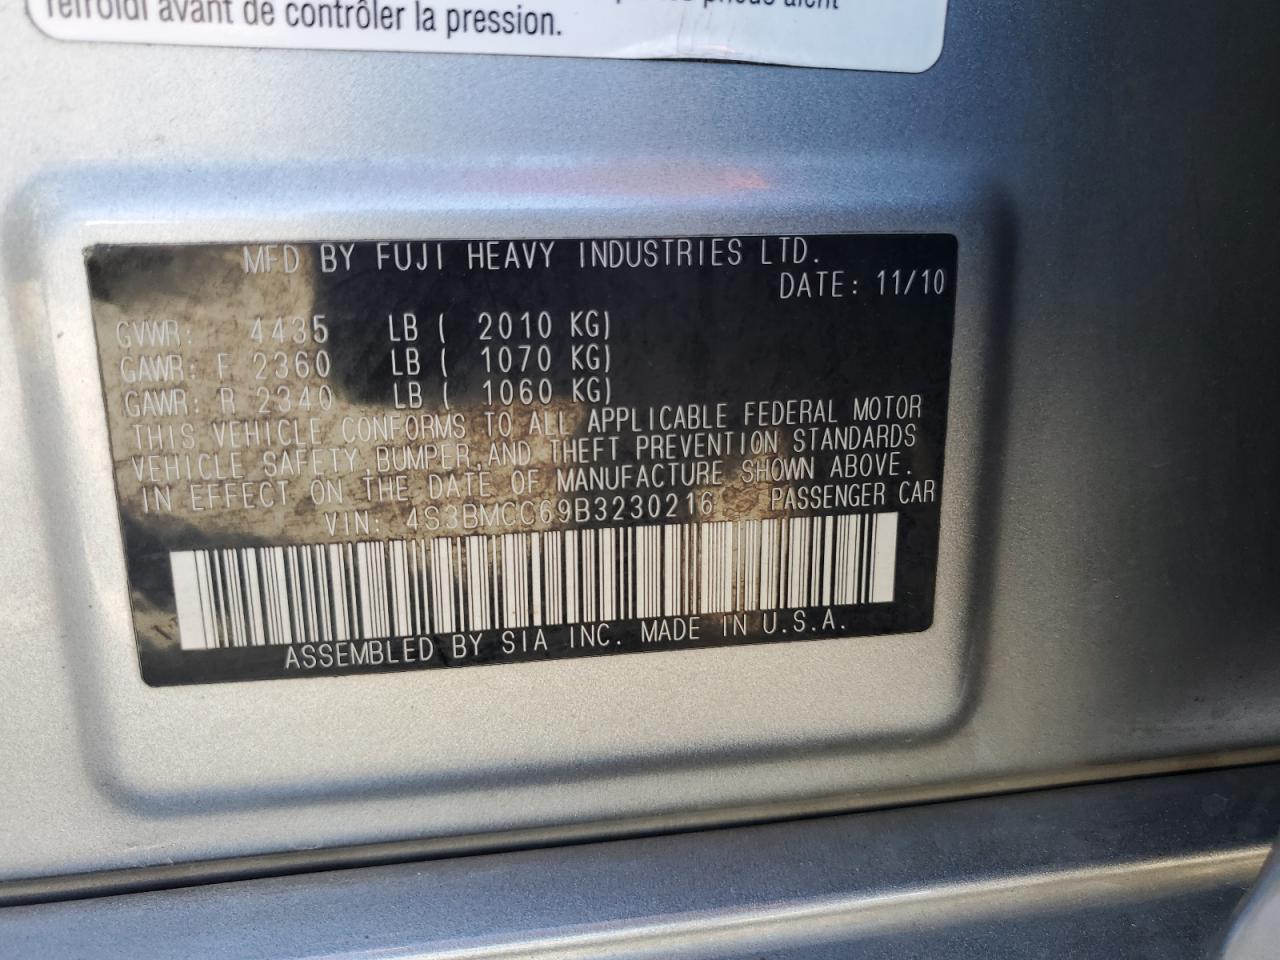 refroidi avant de contrôler la pression.
MFD BY FUJI HEAVY INDUSTRIES LTD.
DATE: 11/10
GVWR: 4435 LB ( 2010 KG)
GAWR: F 2360 LB ( 1070 KG)
GAWR: R 2340 LB ( 1060 KG)
THIS VEHICLE CONFORMS TO ALL APPLICABLE FEDERAL MOTOR
VEHICLE SAFETY,BUMPER,AND THEFT PREVENTION STANDARDS
IN EFFECT ON THE DATE OF MANUFACTURE SHOWN ABOVE.
VIN: 4S3BMCC69B3230216 PASSENGER CAR
ASSEMBLED BY SIA INC. MADE IN U.S.A.